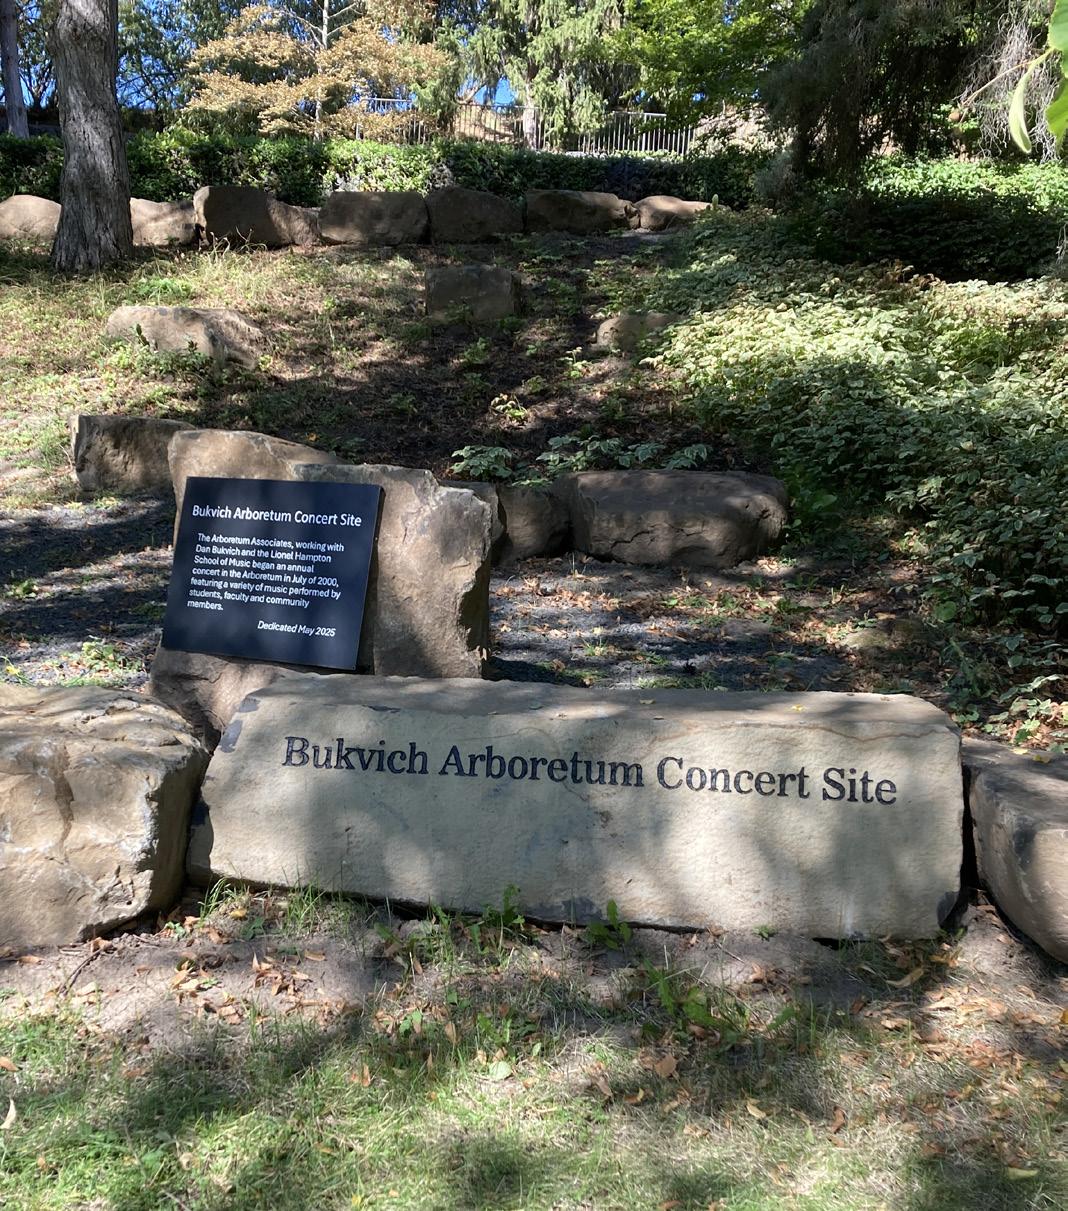 Bukvich Arboretum Concert Site
The Arboretum Associates, working with
Dan Bukvich and the Lionel Hampton
School of Music began an annual
concert in the Arboretum in July of 2000,
featuring a variety of music performed by
students, faculty and community
members.
Dedicated May 2025
Bukvich Arboretum Concert Site